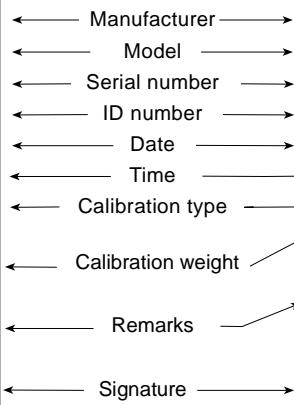 Manufacturer
Model
Serial number
ID number
Date
Time
Calibration type
Calibration weight
Remarks
Signature